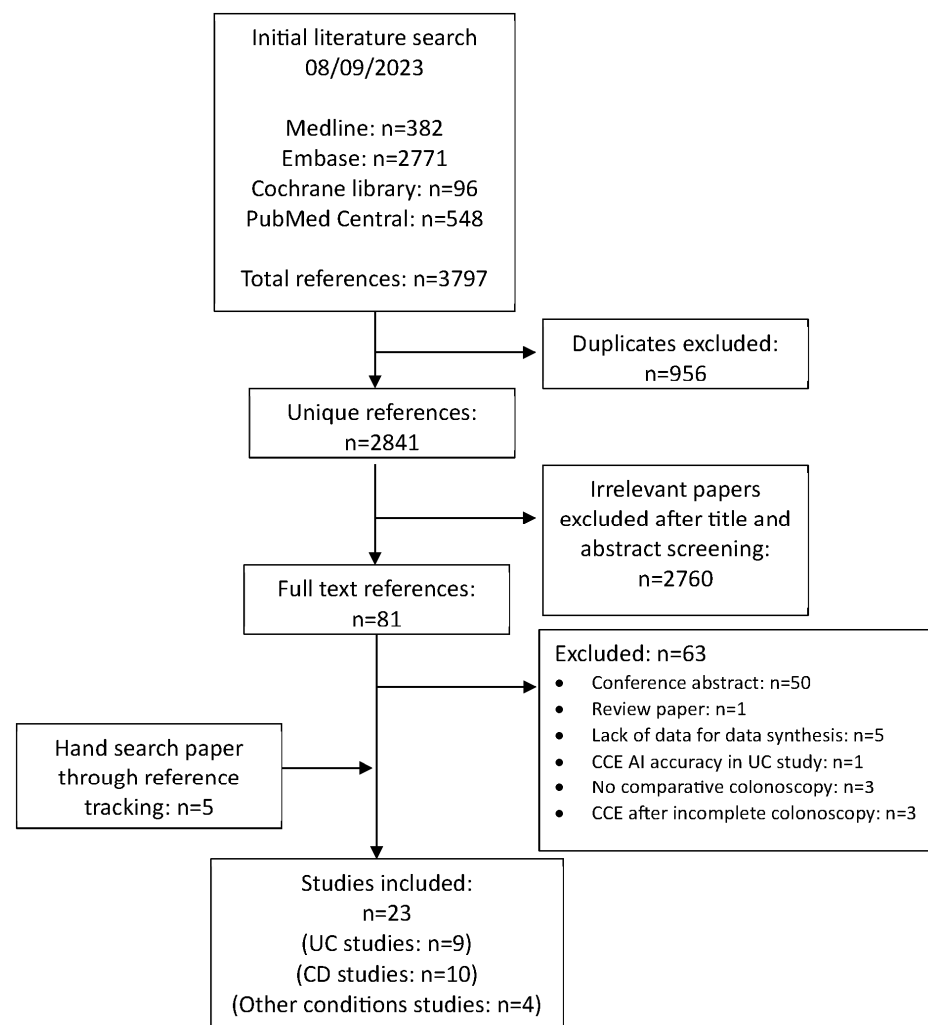 Initial literature search
08/09/2023
Medline: n=382
Embase: n=2771
Cochrane library: n=96
PubMed Central: n=548
Total references: n=3797
Duplicates excluded:
n=956
Unique references:
n=2841
Irrelevant papers
excluded after title and
abstract screening:
n=2760
Full text references:
n=81
Excluded: n=63
• Conference abstract: n=50
• Review paper: n=1
• Lack of data for data synthesis: n=5
• CCE AI accuracy in UC study: n=1
• No comparative colonoscopy: n=3
• CCE after incomplete colonoscopy: n=3
Hand search paper
through reference
tracking: n=5
Studies included:
n=23
(UC studies: n=9)
(CD studies: n=10)
(Other conditions studies: n=4)